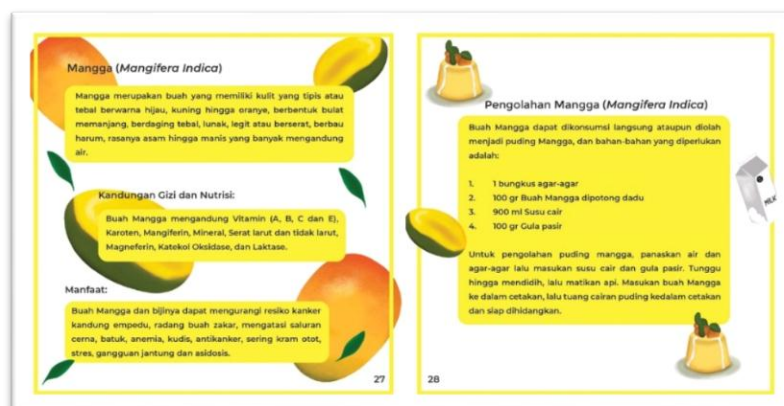 Mangga (Mangifera Indica)
Mangga merupakan buah yang memiliki kulit yang tipis atau
tebal berwarna hijau, kuning hingga oranye, berbentuk bulat
memanjang, berdaging tebal, lunak, legit atau berserat, berbau
harum, rasanya asam hingga manis yang banyak mengandung
air.
Kandungan Gizi dan Nutrisi:
Buah Mangga mengandung Vitamin (A, B, C dan E),
Karoten, Mangiferin, Mineral, Serat larut dan tidak larut,
Magneferin, Katekol Oksidase, dan Laktase.
Manfaat:
Buah Mangga dan bijinya dapat mengurangi resiko kanker
kandung empedu, radang buah zakar, mengatasi saluran
cerna, batuk, anemia, kudis, antikanker, sering kram otot,
stres, gangguan jantung dan asidosis.
27
Pengolahan Mangga (Mangifera Indica)
Buah Mangga dapat dikonsumsi langsung ataupun diolah
menjadi puding Mangga, dan bahan-bahan yang diperlukan
adalah:
1. 1 bungkus agar-agar
2. 100 gr Buah Mangga dipotong dadu
3. 900 ml Susu cair
4. 100 gr Gula pasir
Untuk pengolahan puding mangga, panaskan air dan
agar-agar lalu masukan susu cair dan gula pasir. Tunggu
hingga mendidih, lalu matikan api. Masukan buah Mangga
ke dalam cetakan, lalu tuang cairan puding kedalam cetakan
dan siap dihidangkan.
MILK
28